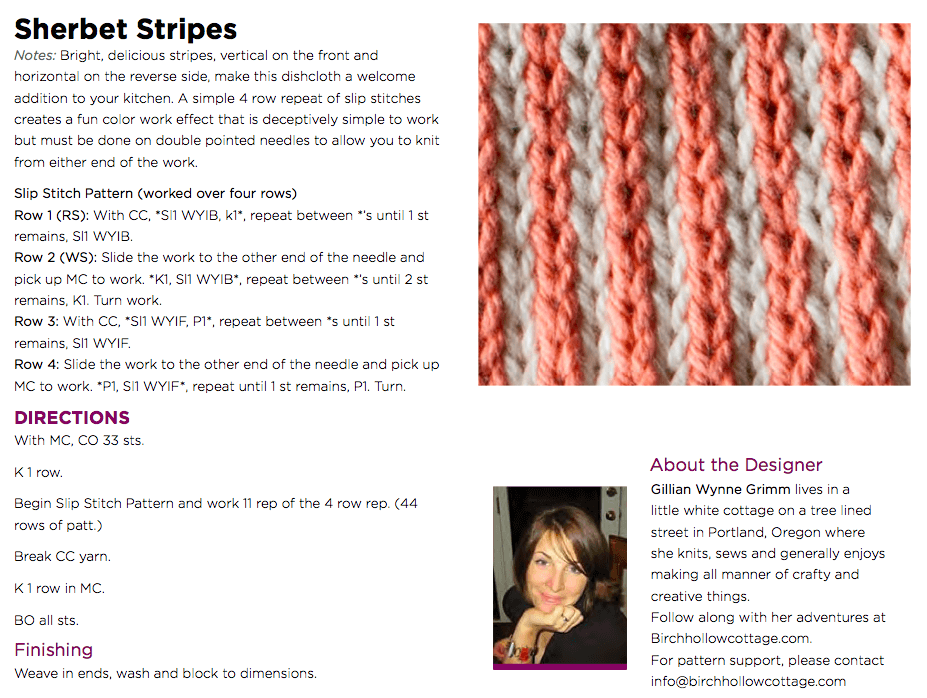 Sherbet Stripes
Notes: Bright, delicious stripes, vertical on the front and
horizontal on the reverse side, make this dishcloth a welcome
addition to your kitchen. A simple 4 row repeat of slip stitches
creates a fun color work effect that is deceptively simple to work
but must be done on double pointed needles to allow you to knit
from either end of the work.
Slip Stitch Pattern (worked over four rows)
Row 1 (RS): With CC, *Sl1 WYIB, k1*, repeat between *'s until 1 st
remains, Sl1 WYIB.
Row 2 (WS): Slide the work to the other end of the needle and
pick up MC to work. *K1, Sl1 WYIB*, repeat between *'s until 2 st
remains, K1. Turn work.
Row 3: With CC, *Sl1 WYIF, P1*, repeat between *s until 1 st
remains, Sl1 WYIF.
Row 4: Slide the work to the other end of the needle and pick up
MC to work. *P1, Sl1 WYIF*, repeat until 1 st remains, P1. Turn.
DIRECTIONS
With MC, CO 33 sts.
K 1 row.
Begin Slip Stitch Pattern and work 11 rep of the 4 row rep. (44
rows of patt.)
Break CC yarn.
K 1 row in MC.
BO all sts.
Finishing
Weave in ends, wash and block to dimensions.
About the Designer
Gillian Wynne Grimm lives in a
little white cottage on a tree lined
street in Portland, Oregon where
she knits, sews and generally enjoys
making all manner of crafty and
creative things.
Follow along with her adventures at
Birchhollowcottage.com.
For pattern support, please contact
info@birchhollowcottage.com